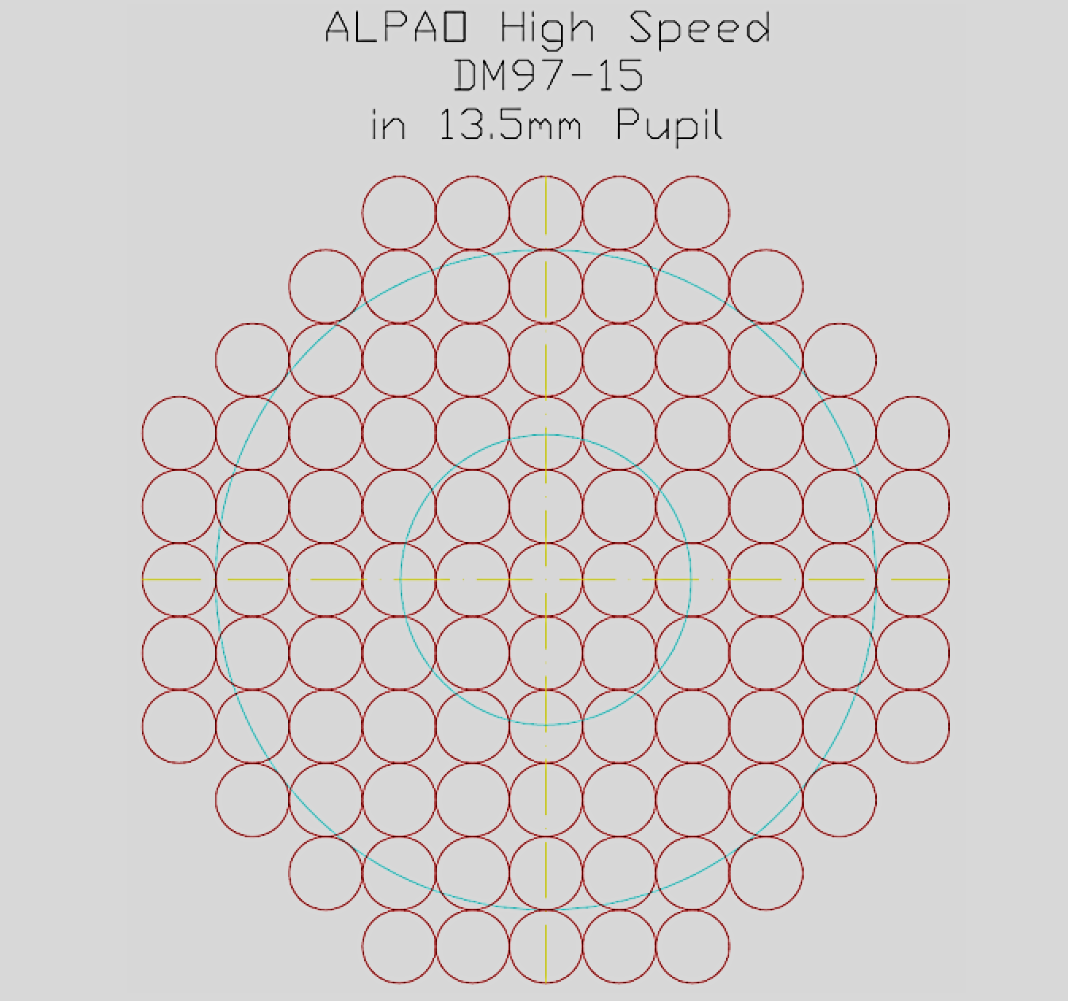 ALPAO High Speed
DM97-15
in 13.5mm Pupil